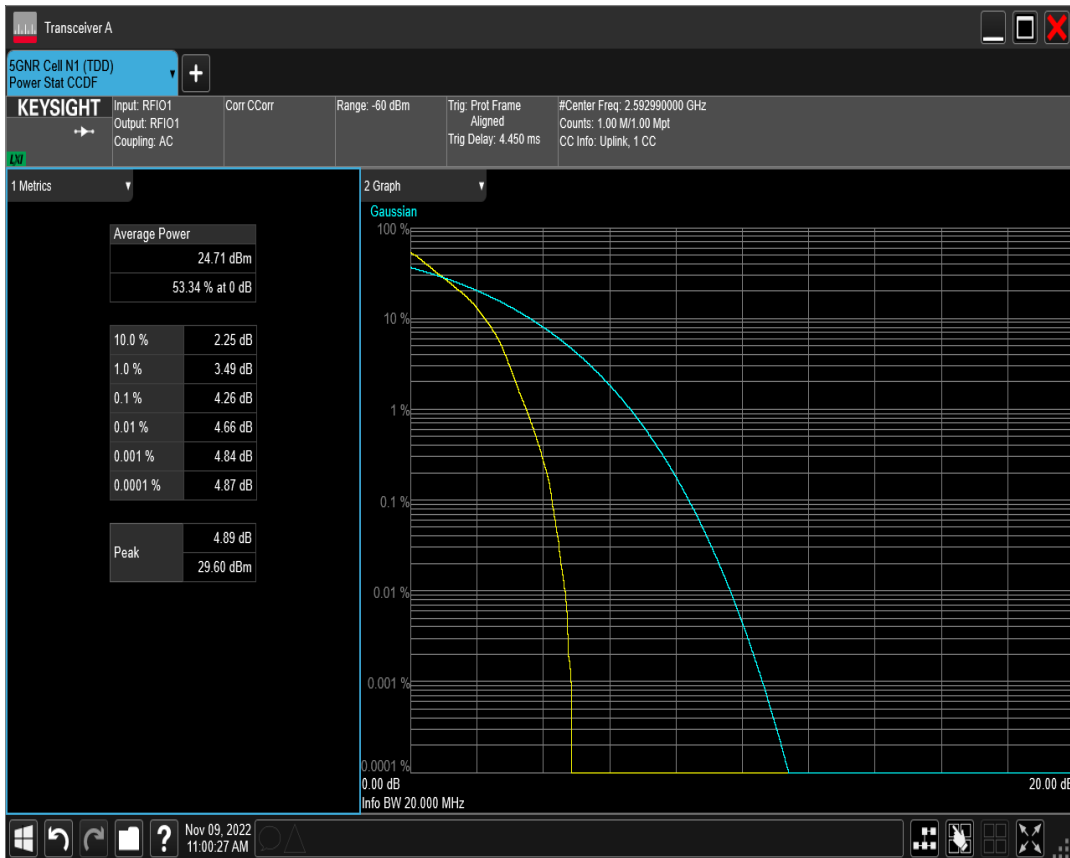 Transceiver A
5GNR Cell N1 (TDD)
Power Stat CCDF
+
KEYSIGHT
LXI
Input: RFIO1
Output: RFIO1
Coupling: AC
Corr CCorr
Range: -60 dBm
Trig: Prot Frame
Aligned
Trig Delay: 4.450 ms
#Center Freq: 2.592990000 GHz
Counts: 1.00 M/1.00 Mpt
CC Info: Uplink, 1 CC
1 Metrics
Average Power
24.71 dBm
53.34 % at 0 dB
10.0 % 2.25 dB
1.0 % 3.49 dB
0.1 % 4.26 dB
0.01 % 4.66 dB
0.001 % 4.84 dB
0.0001 % 4.87 dB
Peak
4.89 dB
29.60 dBm
2 Graph
Gaussian
100 %
10 %
1 %
0.1 %
0.01 %
0.001 %
0.0001 %
0.00 dB
20.00 dB
Info BW 20.000 MHz
?
Nov 09, 2022
11:00:27 AM